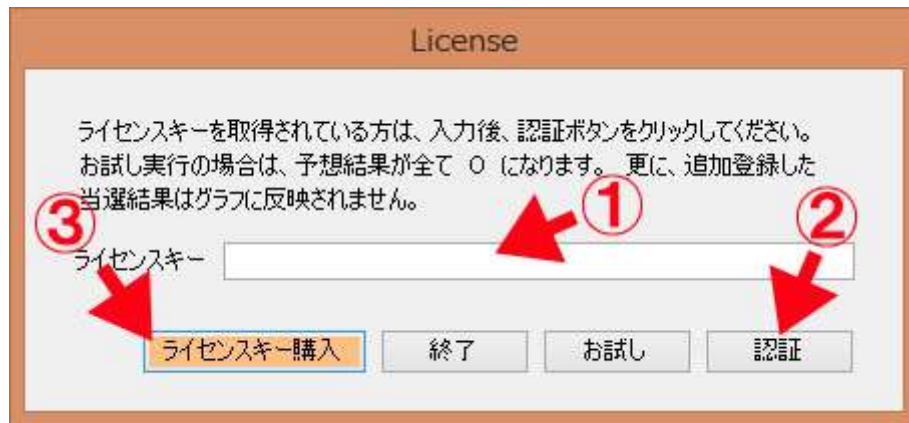 License
ライセンスキーを取得されている方は、入力後、認証ボタンをクリックしてください。
お試し実行の場合は、予想結果が全て 0 になります。 更に、追加登録した
当選結果はグラフに反映されません。
① ② ③
ライセンスキー
ライセンスキー購入 終了 お試し 認証